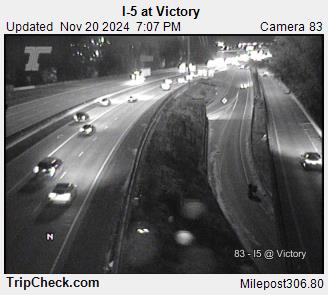 I-5 at Victory
Updated Nov 20 2024 7:07 PM Camera 83
T
N
83 - I5 @ Victory
TripCheck.com Milepost306.80